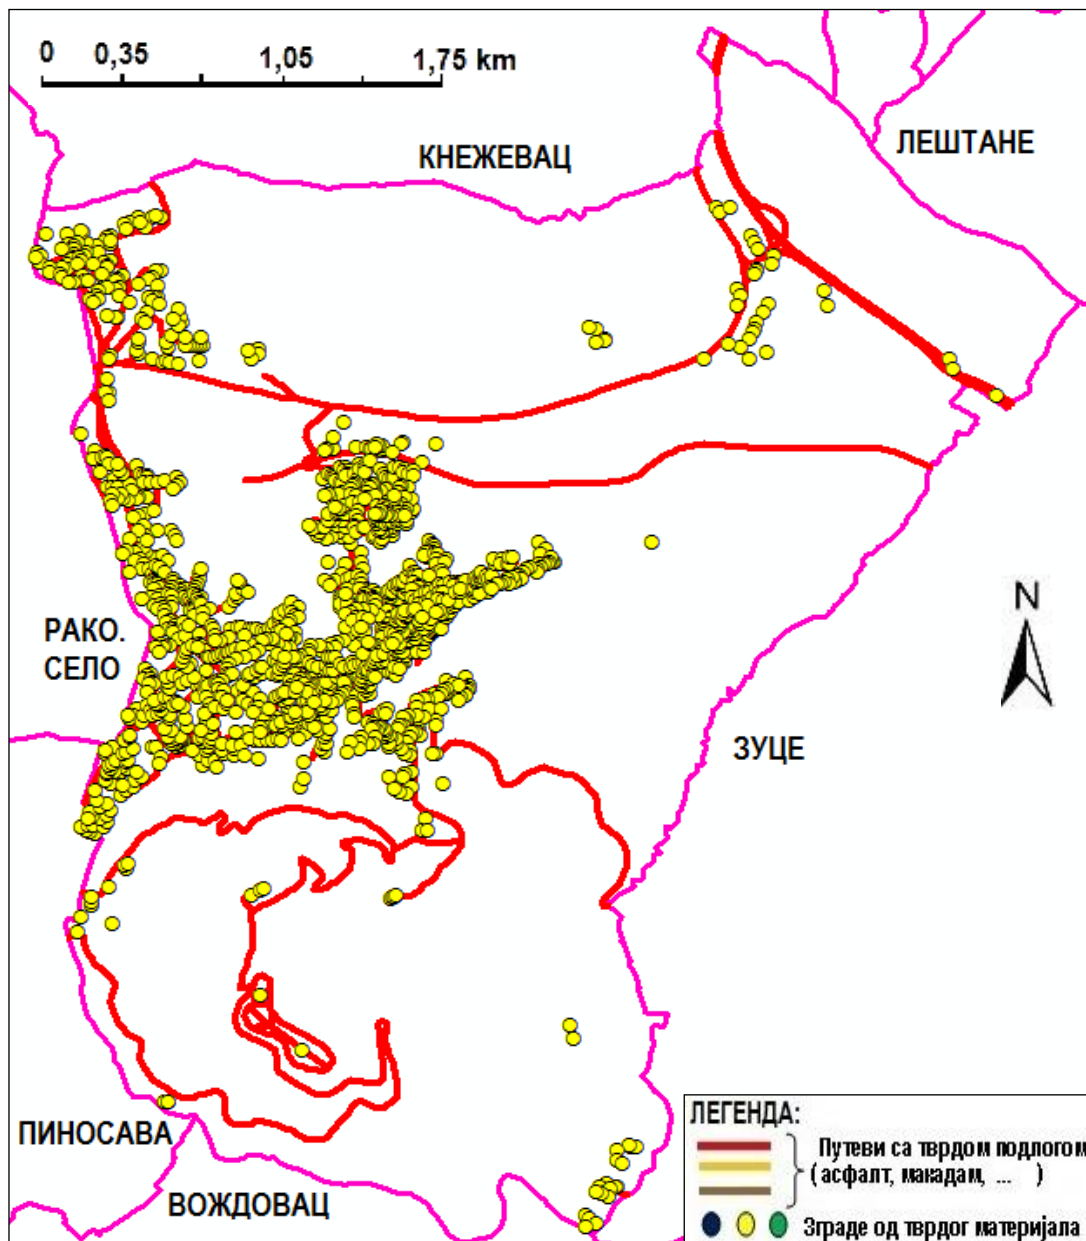 0 0,35 1,05 1,75 km
КНЕЖЕВАЦ
ЛЕШТАНЕ
N
РАКО.
СЕЛО
ЗУЦЕ
ПИНОСАВА
ВОЖДОВАЦ
ЛЕГЕНДА:
Путеви са тврдом подлогом
(асфалт, макадам, ... )
Зграде од тврдог материјала